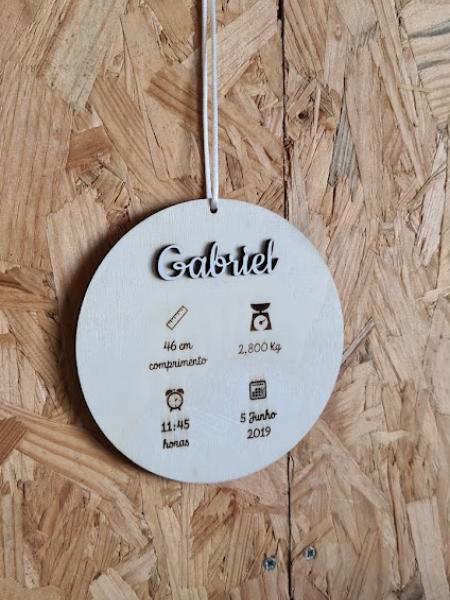 Gabriel
46 cm
comprimento
2,800 Kg
11:45
horas
5 Junho
2019